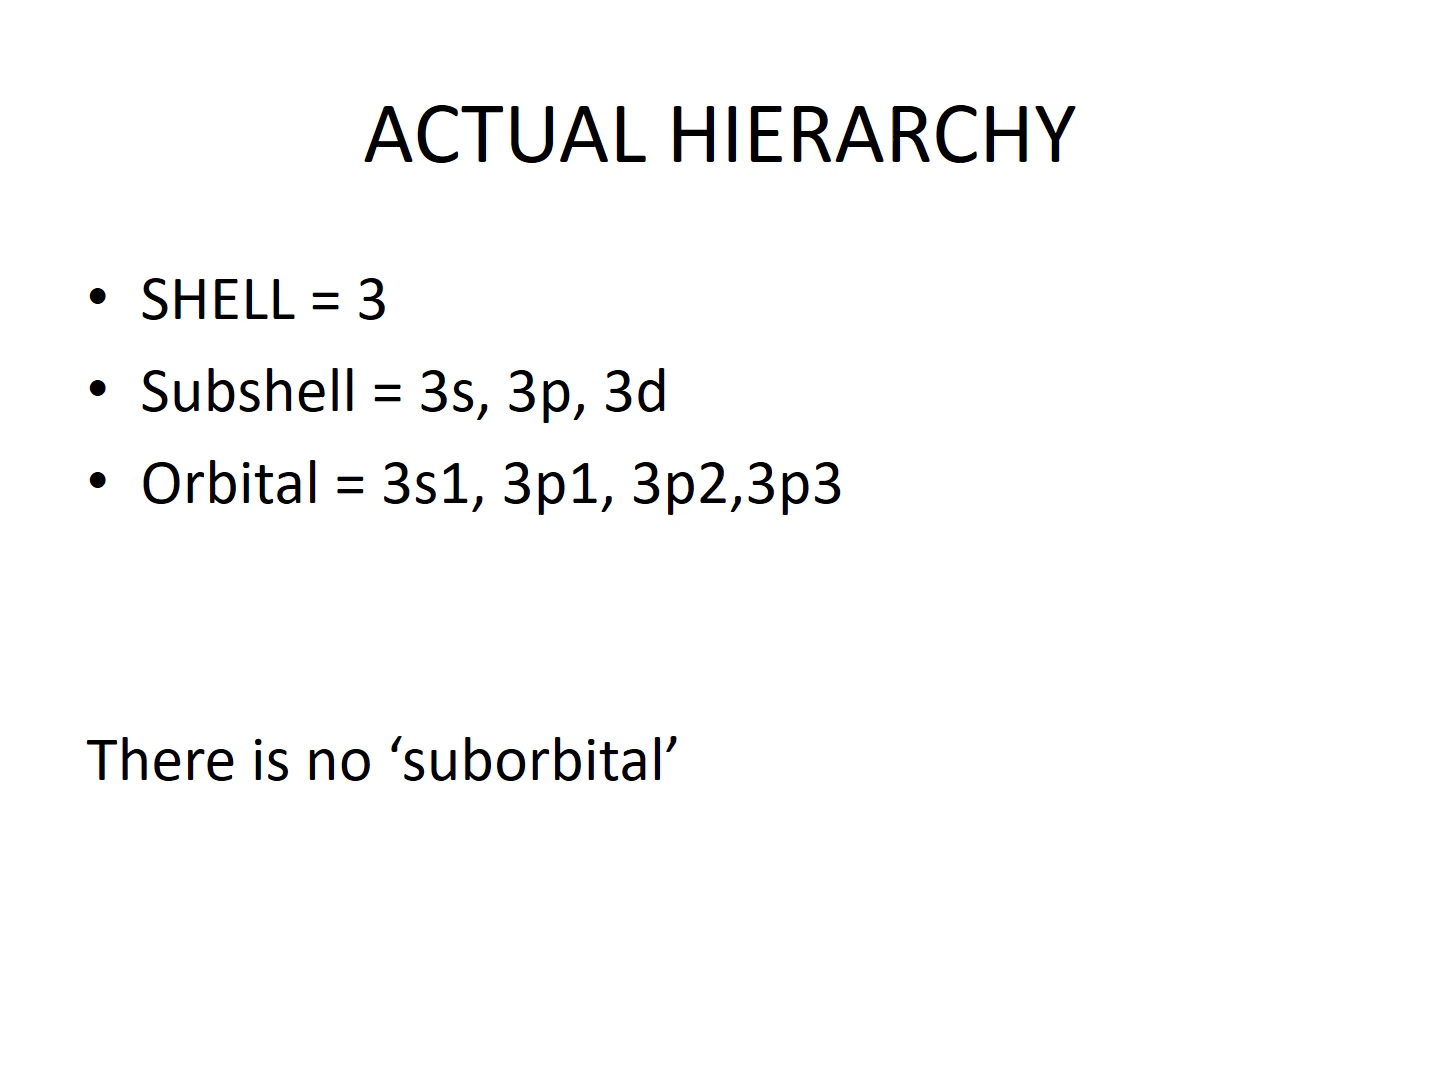 ACTUAL HIERARCHY
• SHELL = 3
• Subshell = 3s, 3p, 3d
• Orbital = 3s1, 3p1, 3p2,3p3
There is no ‘suborbital’